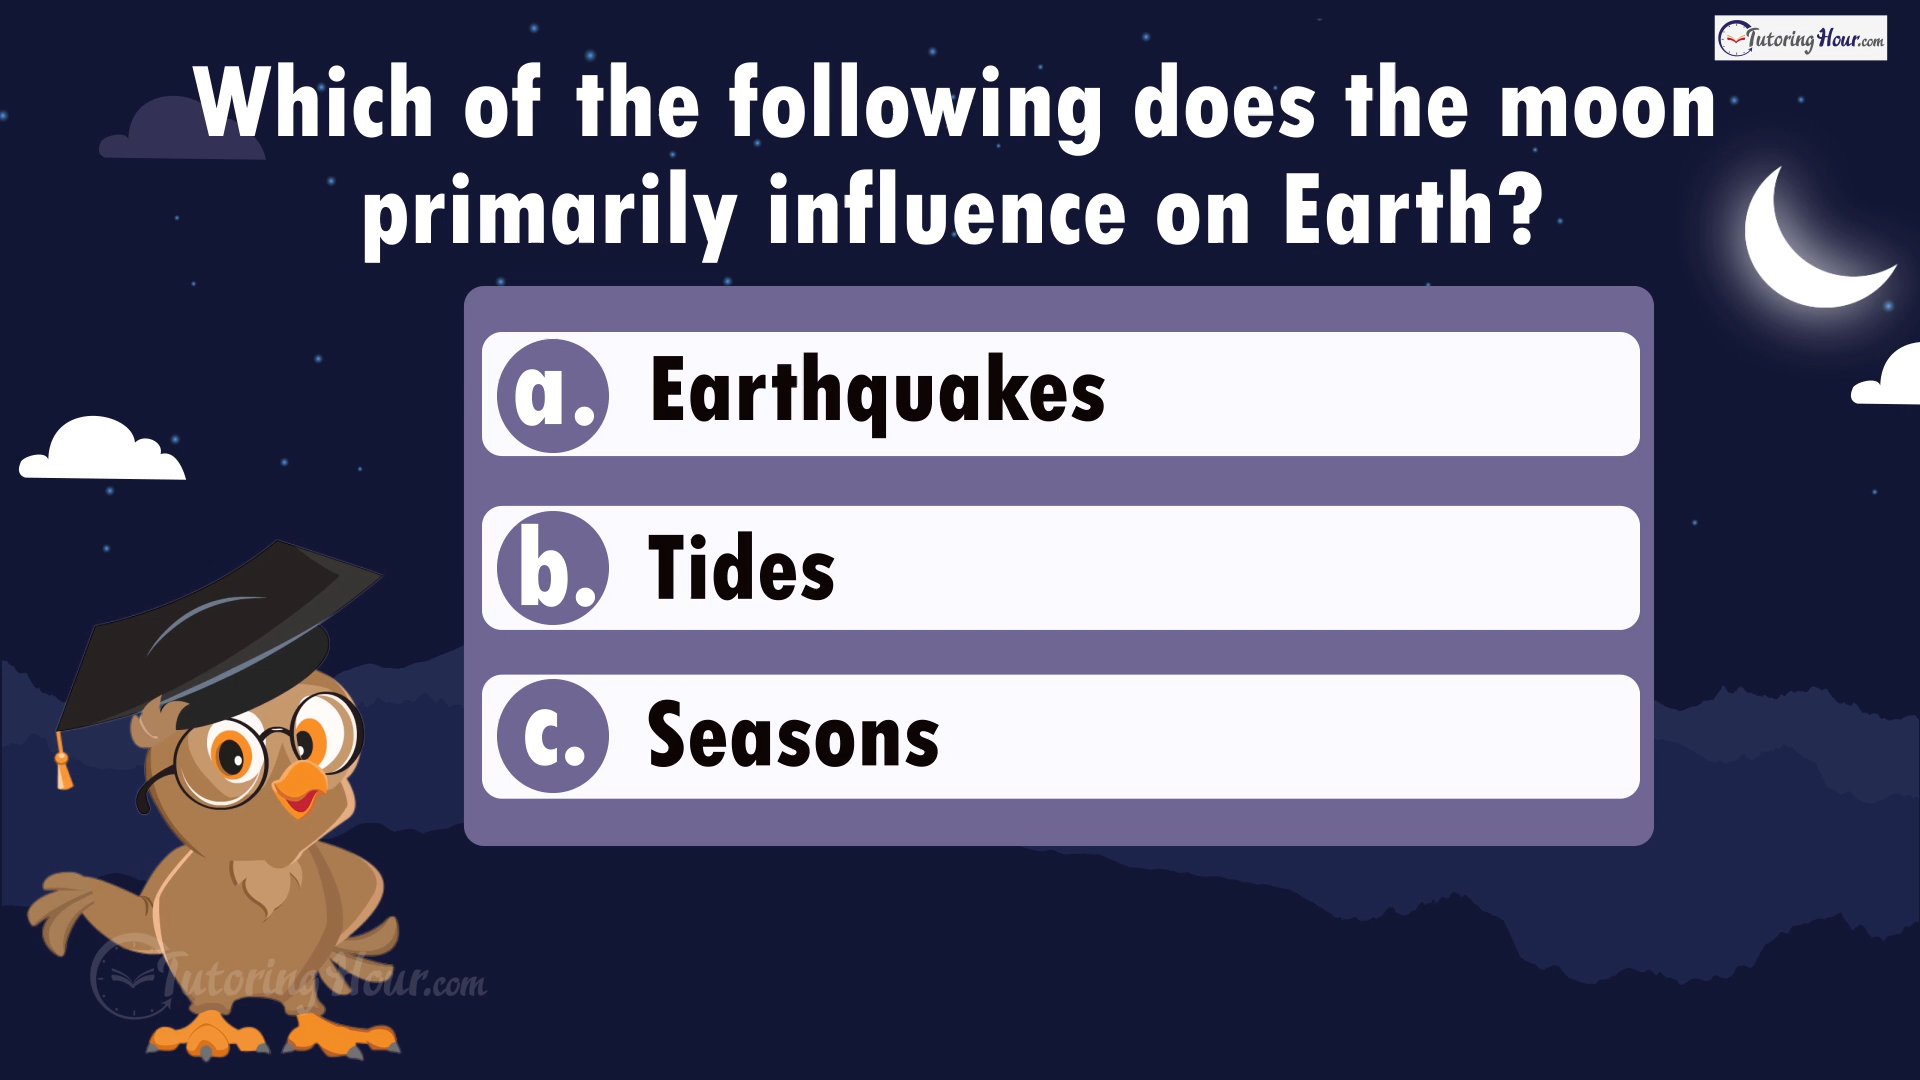 TutoringHour.com
Which of the following does the moon
primarily influence on Earth?
a. Earthquakes
b. Tides
c. Seasons
TutoringHour.com